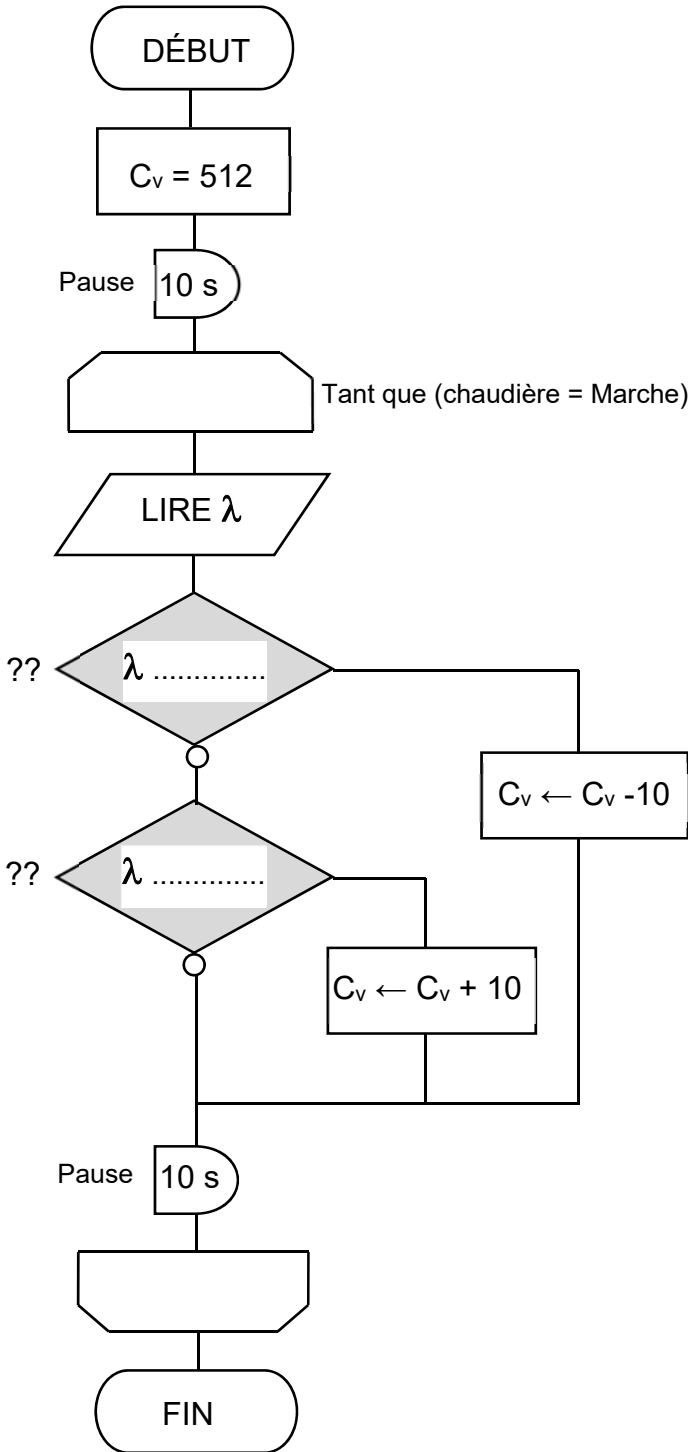 DÉBUT
Cv = 512
Pause 10 s
Tant que (chaudière = Marche)
LIRE λ
?? λ ..............
Cv ← Cv -10
?? λ ..............
Cv ← Cv + 10
Pause 10 s
FIN